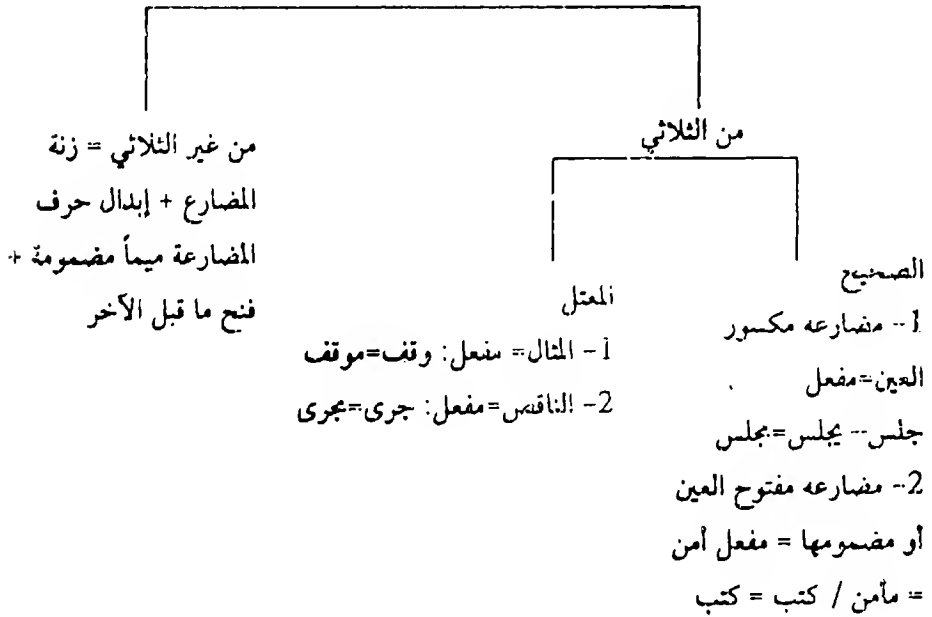 من الثلاثي
الصحيح
1- مضارعه مكسور
العين=مفعل
جلس- يجلس=مجلس
2- مضارعه مفتوح العين
أو مضمومها = مفعل أمن
= مأمن / كتب = كتب
المعتل
1- المثال= مفعل: وقف=موقف
2- الناقص=مفعل: جرى=مجرى
من غير الثلاثي = زنة
المضارع + إبدال حرف
المضارعة ميماً مضمومة +
فتح ما قبل الآخر